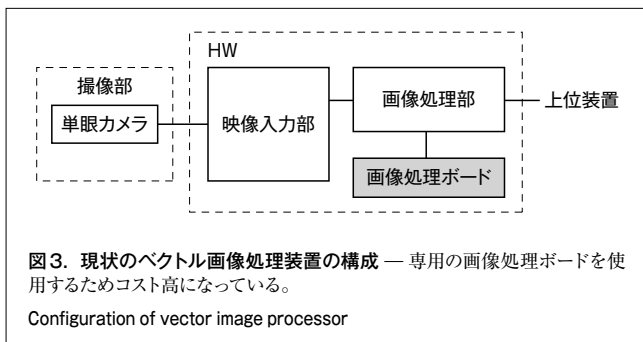 HW
撮像部
単眼カメラ
映像入力部
画像処理部
上位装置
画像処理ボード
図3. 現状のベクトル画像処理装置の構成 — 専用の画像処理ボードを使
用するためコスト高になっている。
Configuration of vector image processor